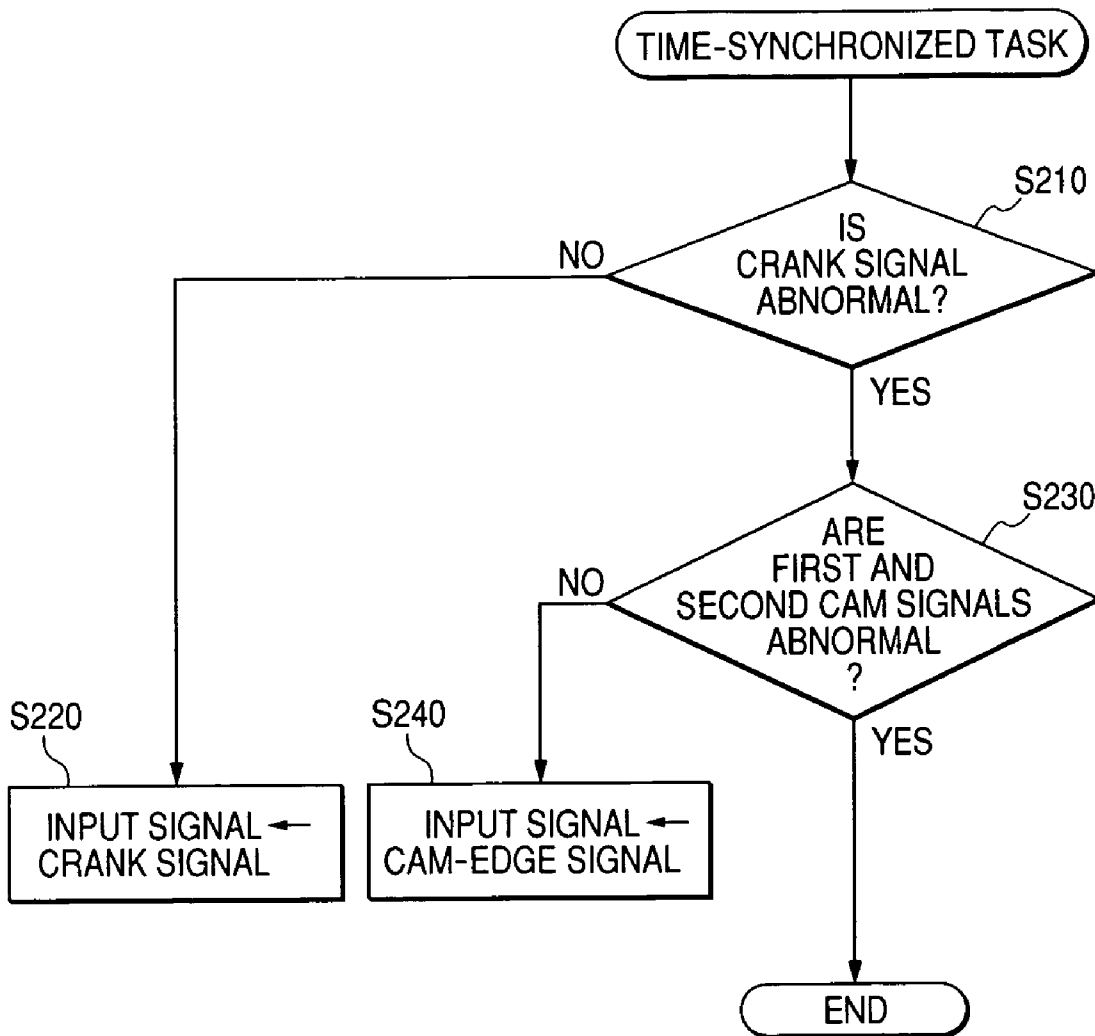 TIME-SYNCHRONIZED TASK
S210
IS
CRANK SIGNAL
ABNORMAL?
NO
YES
S230
ARE
FIRST AND
SECOND CAM SIGNALS
ABNORMAL
?
NO
YES
S220
INPUT SIGNAL ←
CRANK SIGNAL
S240
INPUT SIGNAL ←
CAM-EDGE SIGNAL
END